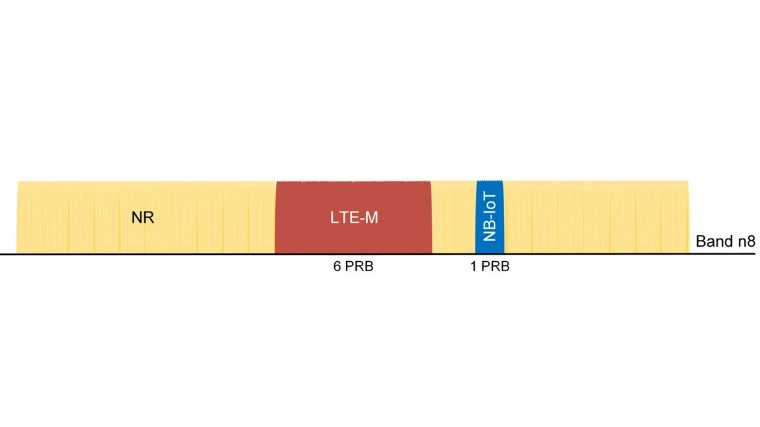 NR
LTE-M
NB-IoT
Band n8
6 PRB
1 PRB